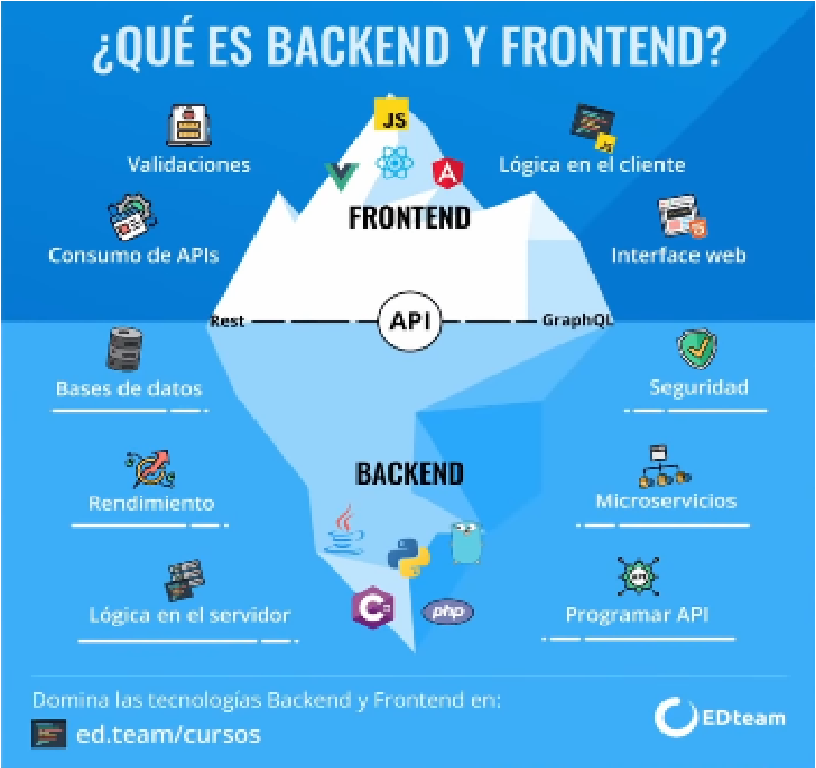 ¿QUÉ ES BACKEND Y FRONTEND?
JS
JS
Validaciones
Lógica en el cliente
FRONTEND
Consumo de APIs
Interface web
Rest
API
GraphQL
Bases de datos
Seguridad
BACKEND
Rendimiento
Microservicios
C#
php
Lógica en el servidor
Programar API
Domina las tecnologías Backend y Frontend en:
ed.team/cursos
EDteam